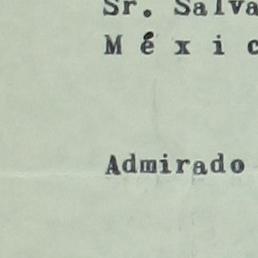 Sr. Salva
M é x i c
Admirado